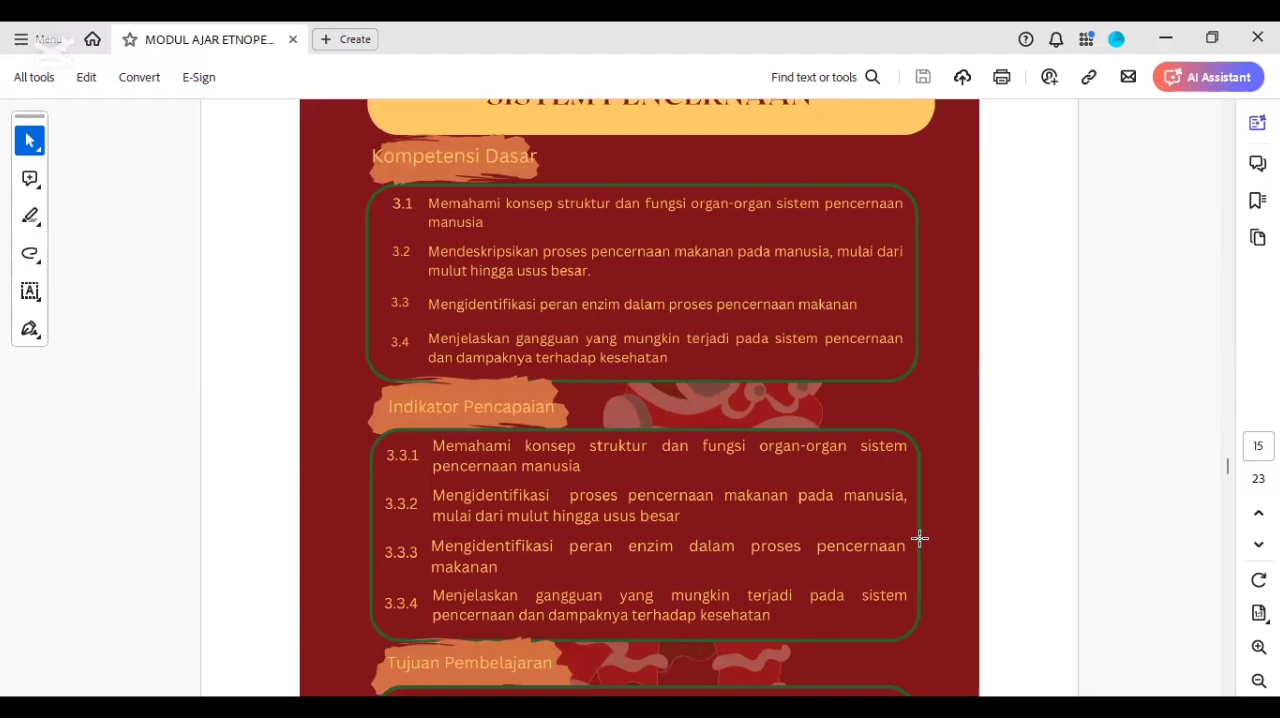 Menu
MODUL AJAR ETNOPE...
Create
All tools
Edit
Convert
E-Sign
Find text or tools
AI Assistant
SISTEM PENCERNAAN
Kompetensi Dasar
3.1 Memahami konsep struktur dan fungsi organ-organ sistem pencernaan
manusia
3.2 Mendeskripsikan proses pencernaan makanan pada manusia, mulai dari
mulut hingga usus besar.
3.3 Mengidentifikasi peran enzim dalam proses pencernaan makanan
3.4 Menjelaskan gangguan yang mungkin terjadi pada sistem pencernaan
dan dampaknya terhadap kesehatan
Indikator Pencapaian
3.3.1 Memahami konsep struktur dan fungsi organ-organ sistem
pencernaan manusia
3.3.2 Mengidentifikasi proses pencernaan makanan pada manusia,
mulai dari mulut hingga usus besar
3.3.3 Mengidentifikasi peran enzim dalam proses pencernaan
makanan
3.3.4 Menjelaskan gangguan yang mungkin terjadi pada sistem
pencernaan dan dampaknya terhadap kesehatan
Tujuan Pembelajaran
15
23